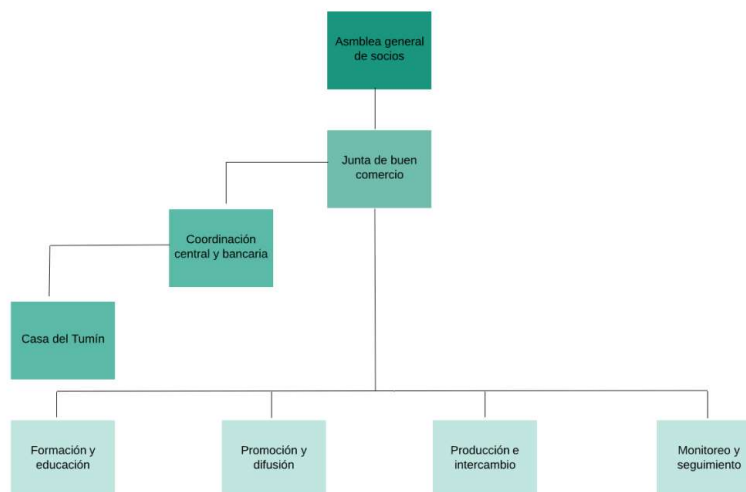 Asmblea general
de socios
Junta de buen
comercio
Coordinación
central y bancaria
Casa del Tumín
Formación y
educación
Promoción y
difusión
Producción e
intercambio
Monitoreo y
seguimiento